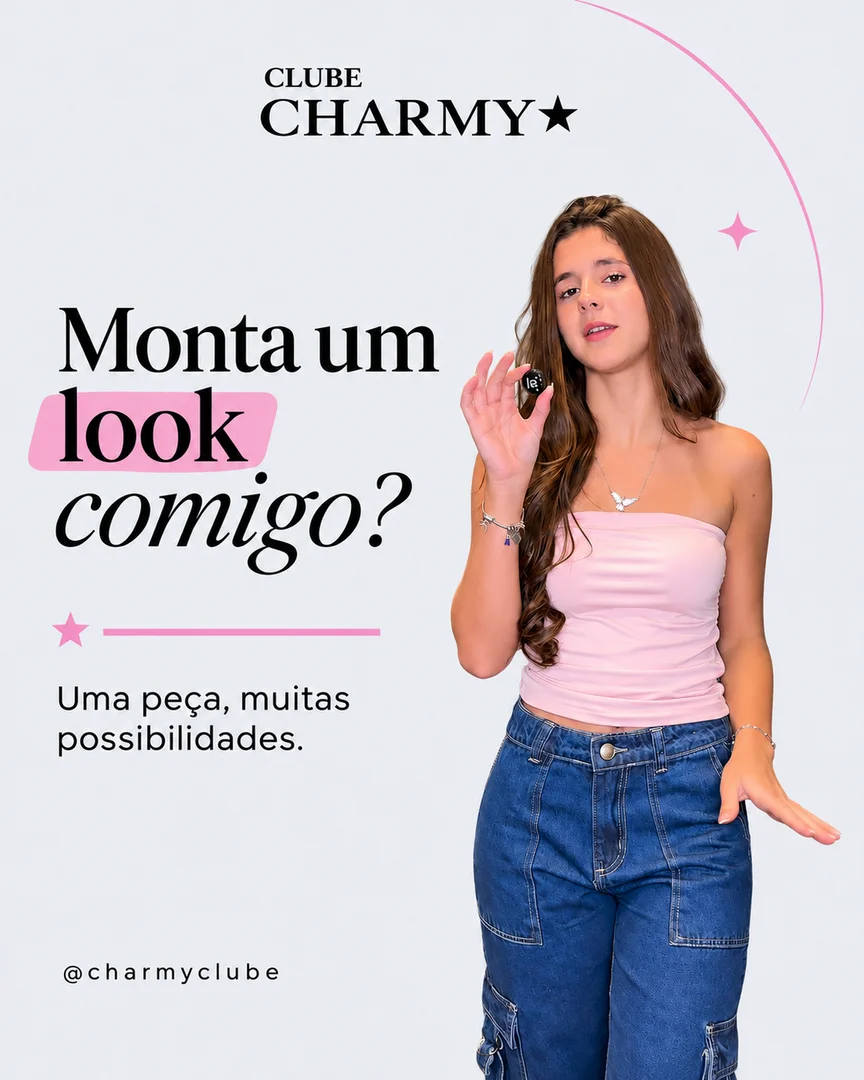 CLUBE
CHARMY★
Monta um
look
comigo?
Uma peça, muitas
possibilidades.
@charmyclube